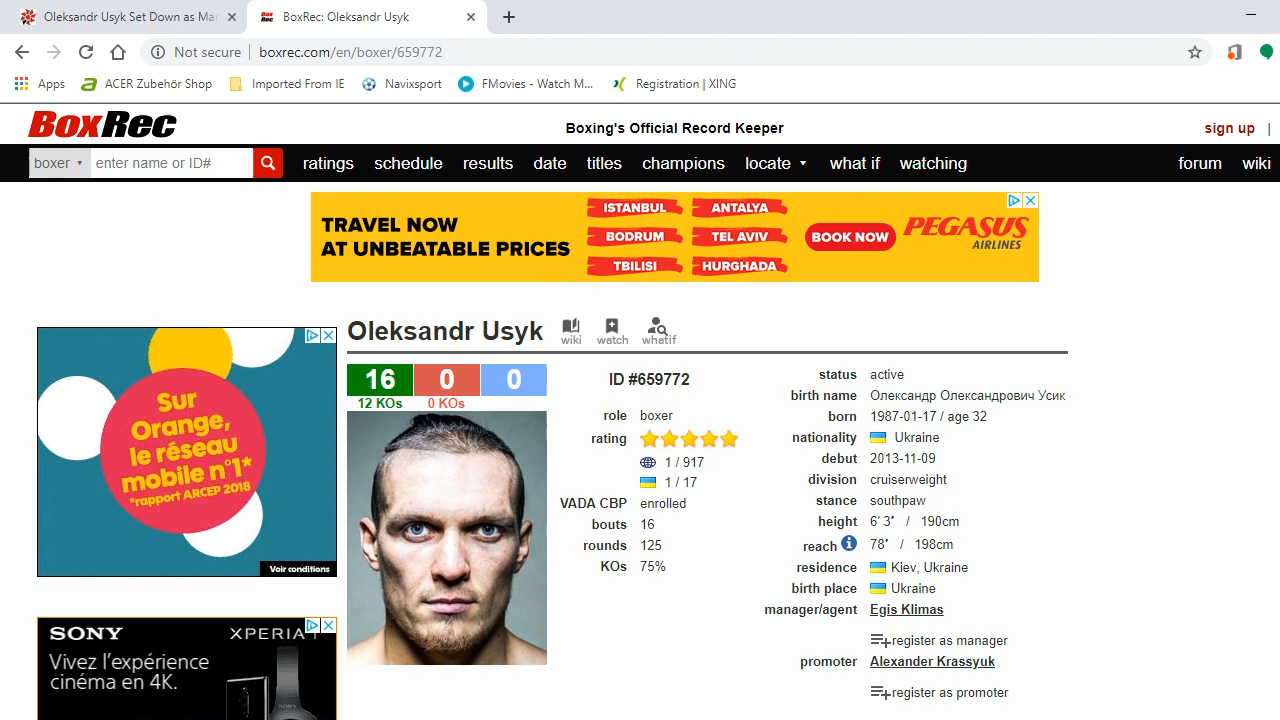 Oleksandr Usyk Set Down as Mar
BoxRec: Oleksandr Usyk
Not secure
boxrec.com/en/boxer/659772
Apps
ACER Zubehör Shop
Imported From IE
Navixsport
FMovies - Watch M...
Registration | XING
BoxRec
Boxing's Official Record Keeper
sign up |
boxer
enter name or ID#
ratings schedule results date titles champions locate what if watching forum wiki
TRAVEL NOW
AT UNBEATABLE PRICES
ISTANBUL
ANTALYA
BODRUM
TEL AVIV
TBILISI
HURGHADA
BOOK NOW
PEGASUS
AIRLINES
Sur
Orange,
le réseau
mobile n°1*
*rapport ARCEP 2018
Voir conditions
SONY
XPERIA 1
Vivez l'expérience
cinéma en 4K.
Oleksandr Usyk
wiki
watch
whatif
16 0 0
12 KOs 0 KOs
ID #659772
role boxer
rating
1 / 917
1 / 17
VADA CBP enrolled
bouts 16
rounds 125
KOs 75%
status active
birth name Олександр Олександрович Усик
born 1987-01-17 / age 32
nationality Ukraine
debut 2013-11-09
division cruiserweight
stance southpaw
height 6′ 3″ / 190cm
reach 78″ / 198cm
residence Kiev, Ukraine
birth place Ukraine
manager/agent Egis Klimas
register as manager
promoter Alexander Krassyuk
register as promoter